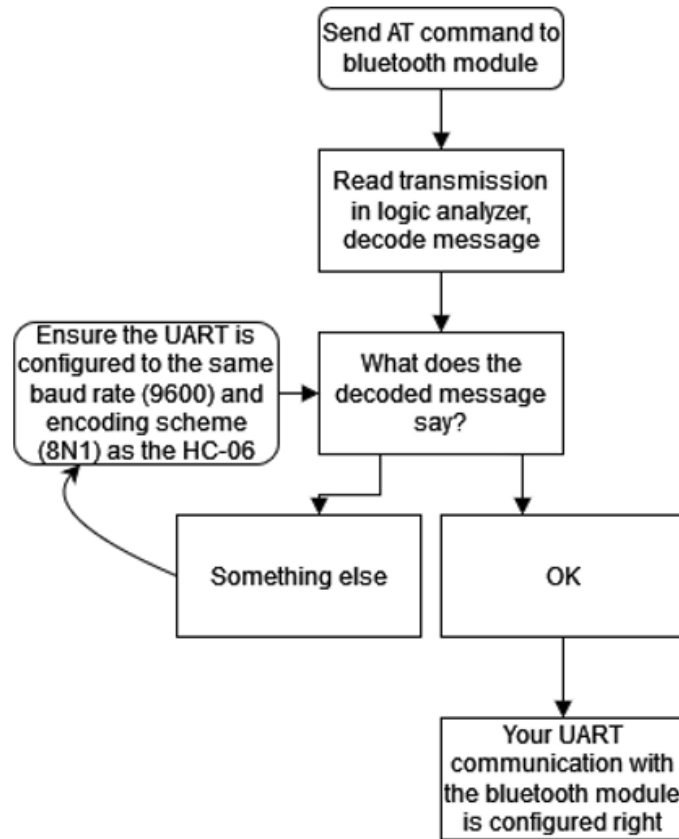 Send AT command to
bluetooth module
Read transmission
in logic analyzer,
decode message
Ensure the UART is
configured to the same
baud rate (9600) and
encoding scheme
(8N1) as the HC-06
What does the
decoded message
say?
Something else
OK
Your UART
communication with
the bluetooth module
is configured right